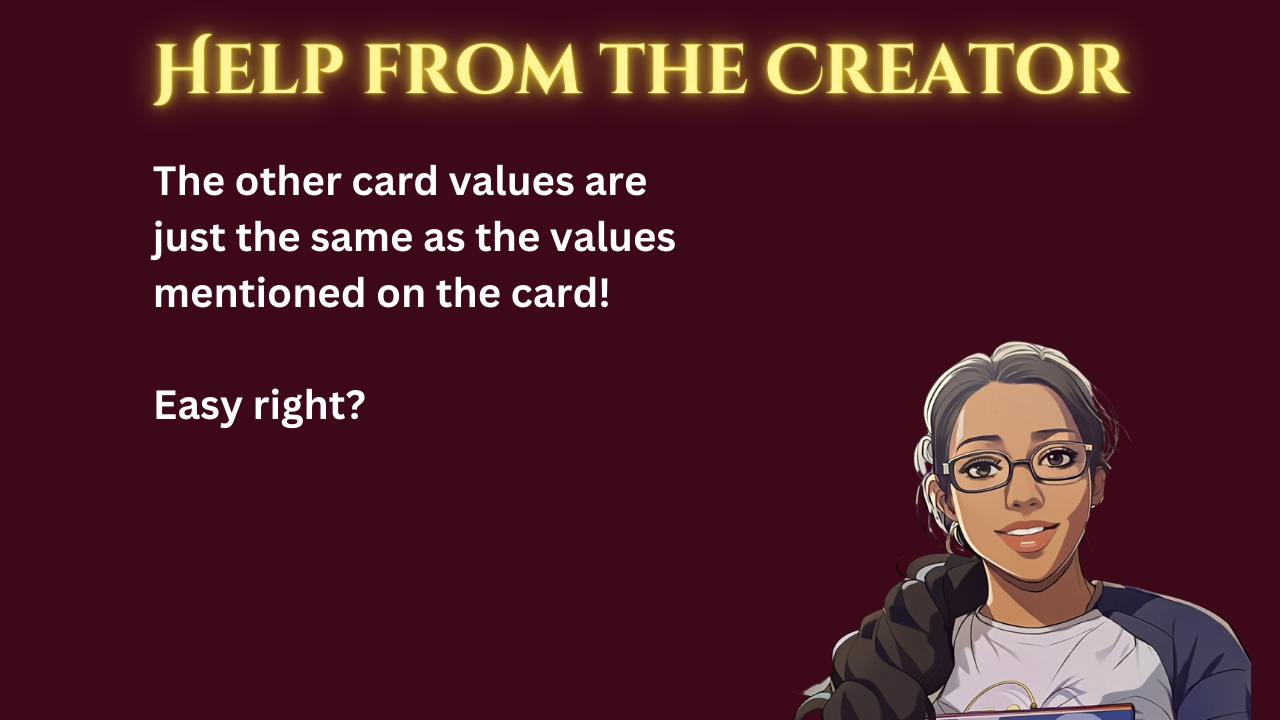 Help from the Creator
The other card values are
just the same as the values
mentioned on the card!
Easy right?